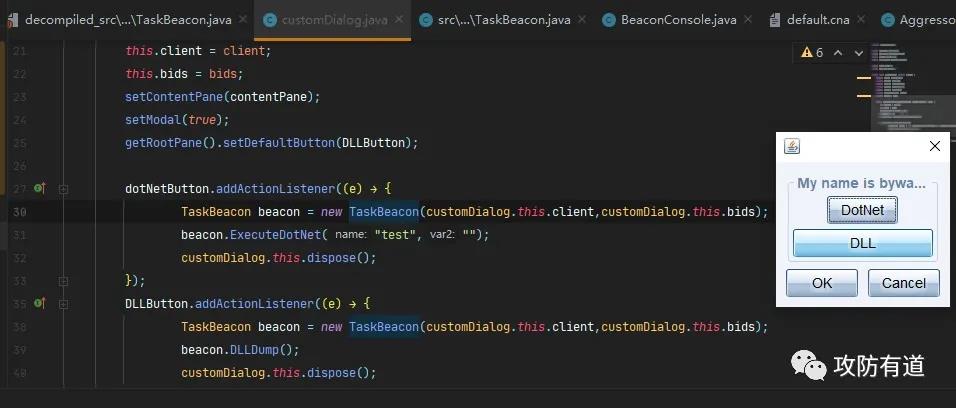 decompiled_src\...\TaskBeacon.java
customDialog.java
src\...\TaskBeacon.java
BeaconConsole.java
default.cna
Aggresso
21 this.client = client;
22 this.bids = bids;
23 setContentPane(contentPane);
24 setModal(true);
25 getRootPane().setDefaultButton(DLLButton);
26
27 dotNetButton.addActionListener((e) → {
30 TaskBeacon beacon = new TaskBeacon(customDialog.this.client,customDialog.this.bids);
31 beacon.ExecuteDotNet( name: "test", var2: "");
32 customDialog.this.dispose();
33 });
35 DLLButton.addActionListener((e) → {
38 TaskBeacon beacon = new TaskBeacon(customDialog.this.client,customDialog.this.bids);
39 beacon.DLLDump();
40 customDialog.this.dispose();
6
My name is bywa...
DotNet
DLL
OK
Cancel
攻防有道